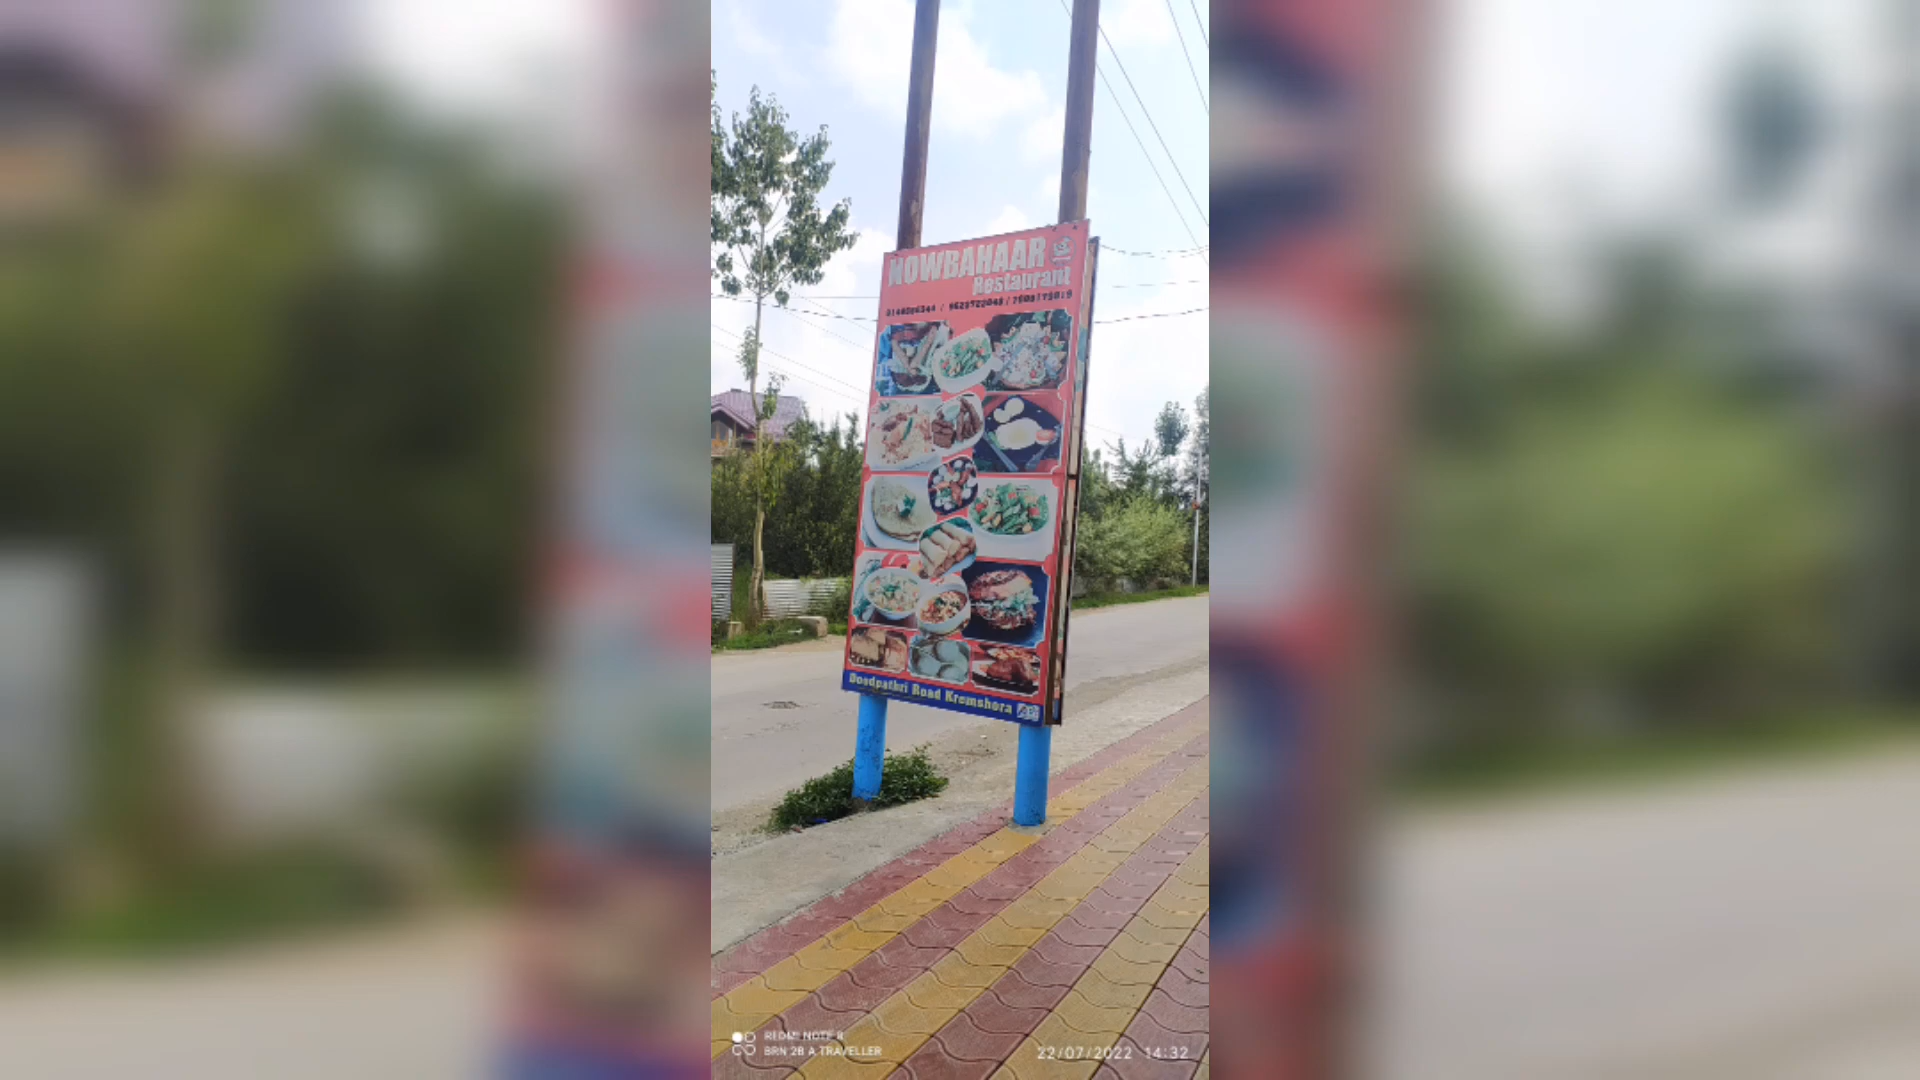 NOWBAHAAR
Restaurant
Doodpathri Road Kremshora
REDMI NOTE 8
BRN 2B A TRAVELLER
22/07/2022 14:32